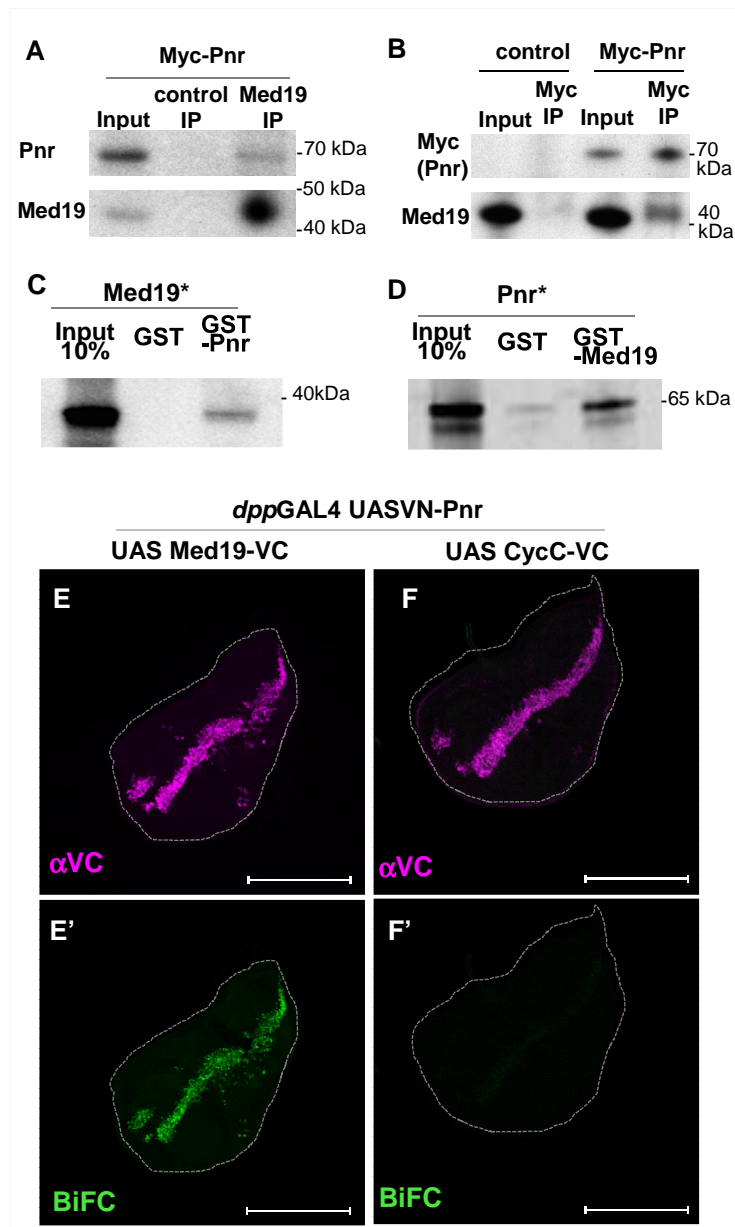 A
Myc-Pnr
Input
control IP
Med19 IP
Pnr
-70 kDa
-50 kDa
Med19
-40 kDa
B
control
Myc-Pnr
Input
Myc IP
Input
Myc IP
Myc (Pnr)
-70 kDa
Med19
-40 kDa
C
Med19*
Input 10%
GST
GST -Pnr
- 40kDa
D
Pnr*
Input 10%
GST
GST -Med19
-65 kDa
dppGAL4 UASVN-Pnr
UAS Med19-VC
UAS CycC-VC
E
αVC
F
αVC
E'
BiFC
F'
BiFC